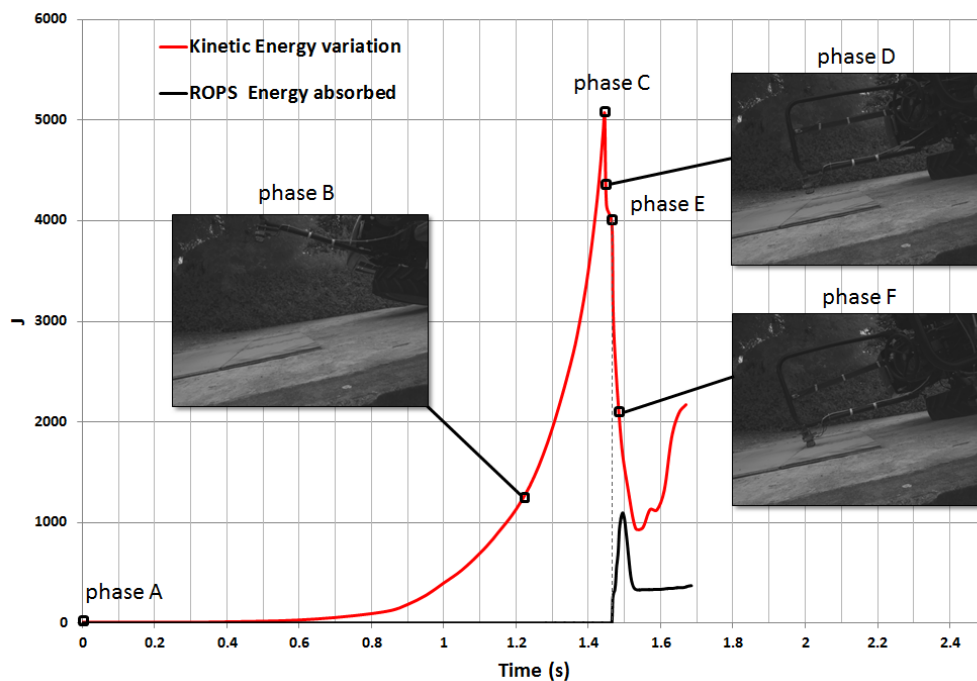 6000
Kinetic Energy variation
phase D
ROPS  Energy absorbed
phase C
5000
phase B
phase E
4000
phase F
3000
J
2000
1000
phase A
0
0 0.2 0.4 0.6 0.8 1 1.2 1.4 1.6 1.8 2 2.2 2.4
Time (s)